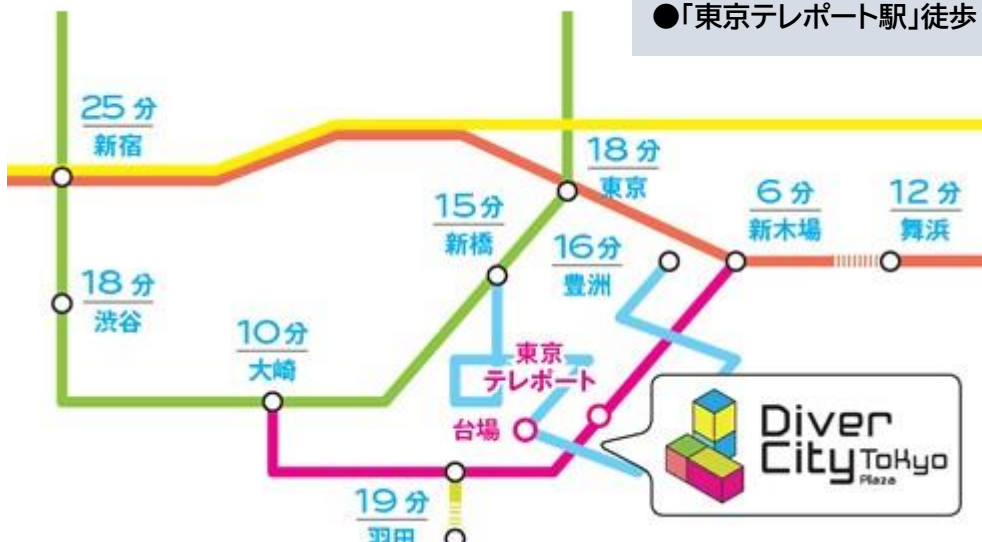 ●「東京テレポート駅」徒歩
25分
新宿
18分
東京
6分
新木場
12分
舞浜
15分
新橋
16分
豊洲
18分
渋谷
10分
大崎
東京
テレポート
台場
Diver
City Tokyo
Plaza
19分
羽田